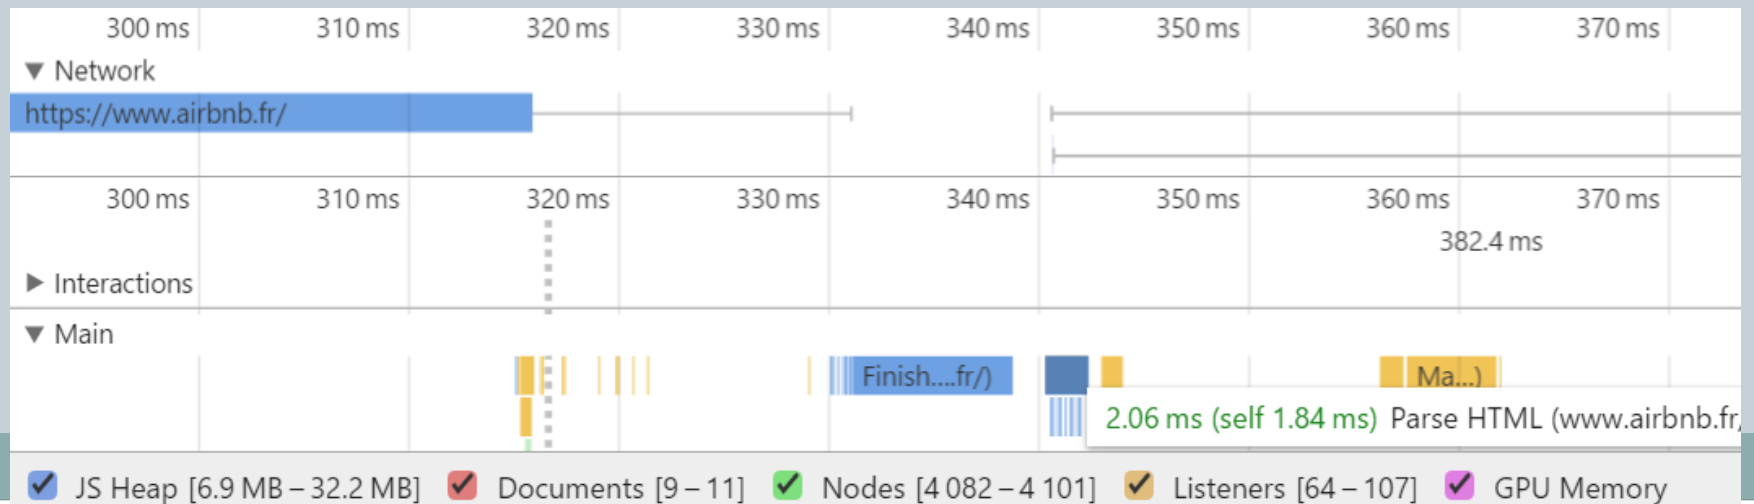 300 ms 310 ms 320 ms 330 ms 340 ms 350 ms 360 ms 370 ms
▼ Network
https://www.airbnb.fr/
300 ms 310 ms 320 ms 330 ms 340 ms 350 ms 360 ms 370 ms
382.4 ms
▶ Interactions
▼ Main
Finish....fr/) Ma...)
2.06 ms (self 1.84 ms) Parse HTML (www.airbnb.fr/
JS Heap [6.9 MB – 32.2 MB] Documents [9 – 11] Nodes [4 082 – 4 101] Listeners [64 – 107] GPU Memory